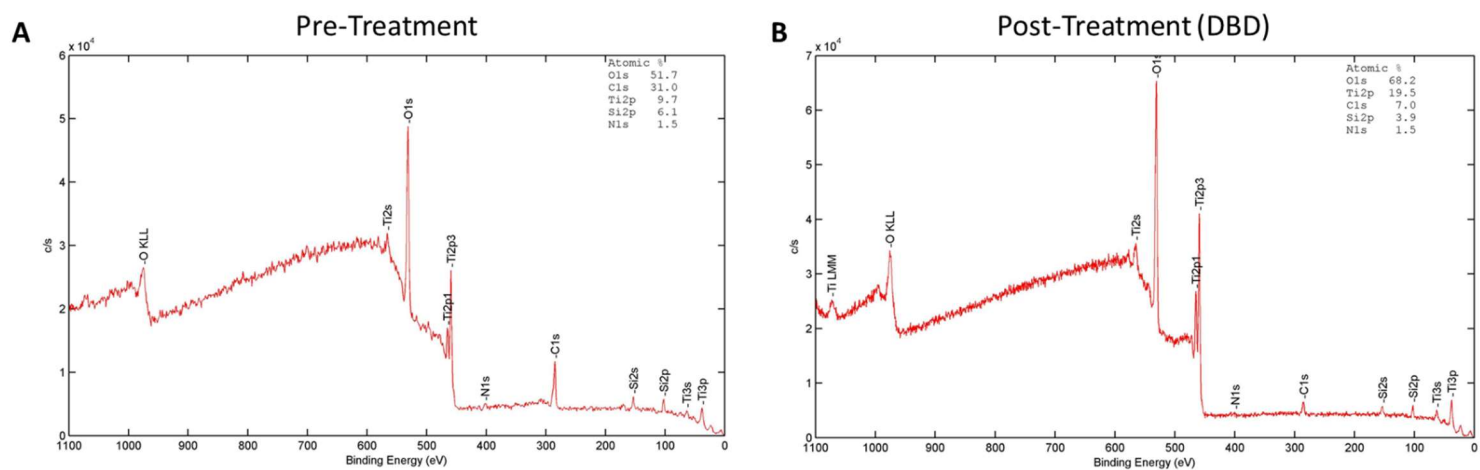 A
Pre-Treatment
x 10⁴
6
5
4
3
2
1
0
c/s
Atomic %
O1s 51.7
C1s 31.0
Ti2p 9.7
Si2p 6.1
N1s 1.5
-O KLL
-Ti2s
-O1s
-Ti2p1
-Ti2p3
-N1s
-C1s
-Si2s
-Si2p
-Ti3s
-Ti3p
1100 1000 900 800 700 600 500 400 300 200 100 0
Binding Energy (eV)
B
Post-Treatment (DBD)
x 10⁴
7
6
5
4
3
2
1
0
c/s
Atomic %
O1s 68.2
Ti2p 19.5
C1s 7.0
Si2p 3.9
N1s 1.5
-Ti LMM
-O KLL
-Ti2s
-O1s
-Ti2p1
-Ti2p3
-N1s
-C1s
-Si2s
-Si2p
-Ti3s
-Ti3p
1100 1000 900 800 700 600 500 400 300 200 100 0
Binding Energy (eV)